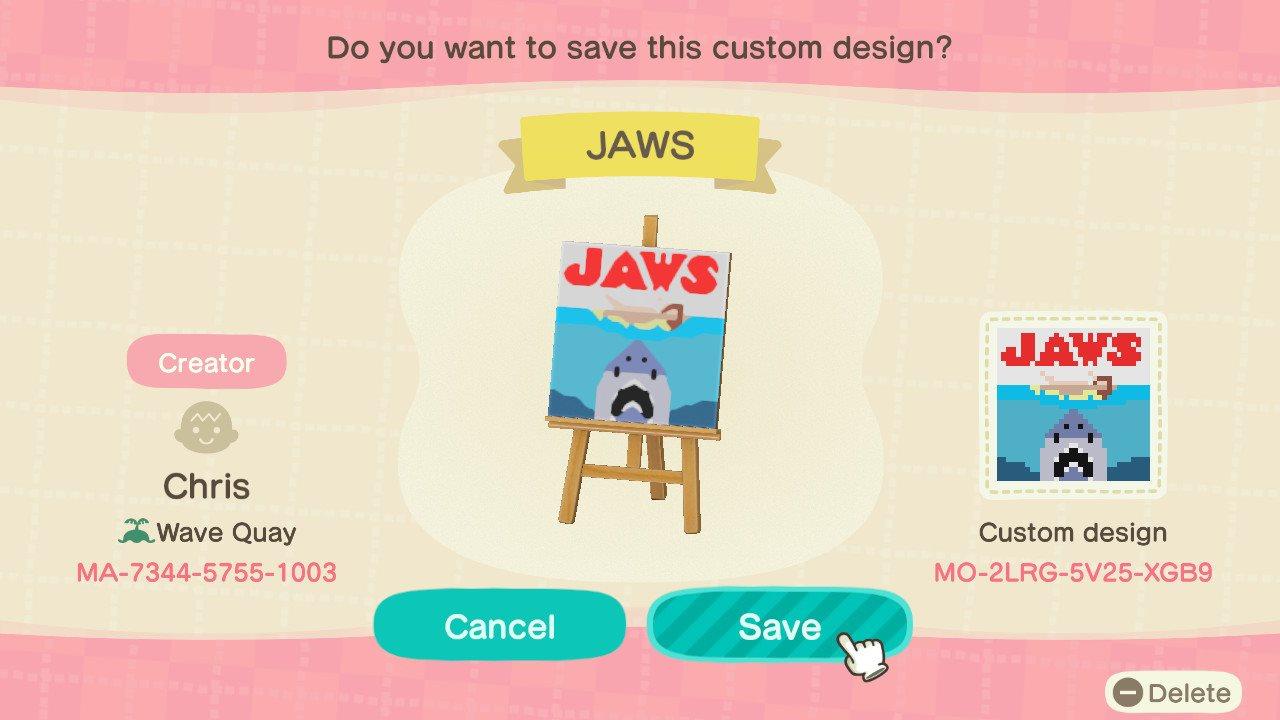 Do you want to save this custom design?
JAWS
JAWS
JAWS
Creator
Chris
Wave Quay
MA-7344-5755-1003
Custom design
MO-2LRG-5V25-XGB9
Cancel
Save
Delete